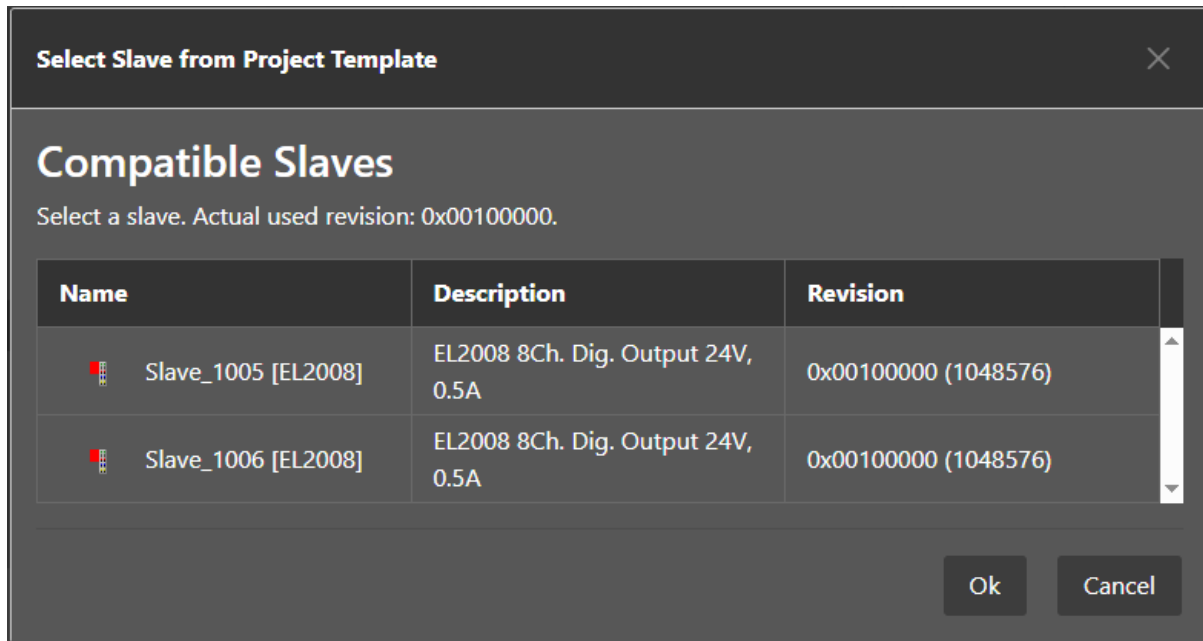 Select Slave from Project Template
Compatible Slaves
Select a slave. Actual used revision: 0x00100000.
Name Description Revision
Slave_1005 [EL2008] EL2008 8Ch. Dig. Output 24V, 0.5A 0x00100000 (1048576)
Slave_1006 [EL2008] EL2008 8Ch. Dig. Output 24V, 0.5A 0x00100000 (1048576)
Ok Cancel